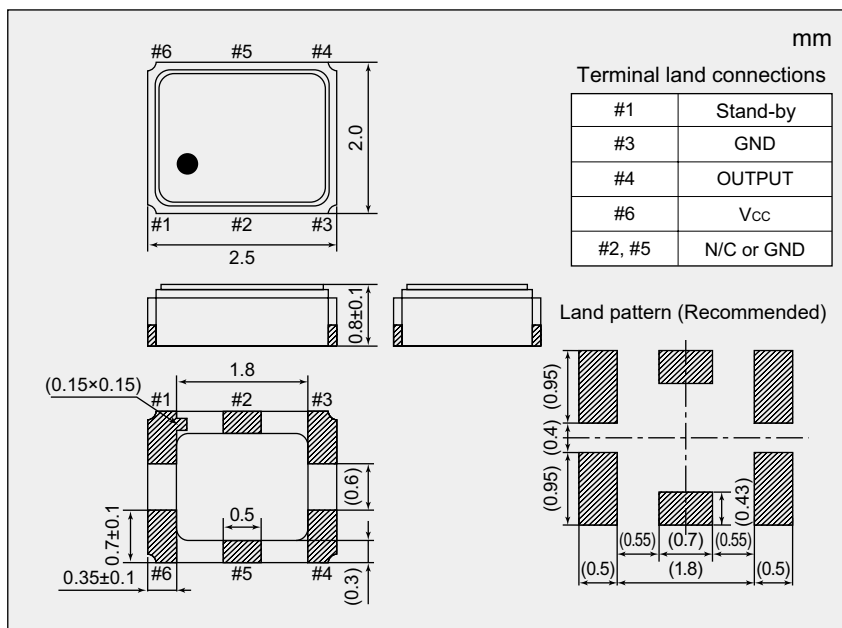 mm
#6 #5 #4
2.0
#1 #2 #3
2.5
Terminal land connections
#1 Stand-by
#3 GND
#4 OUTPUT
#6 Vcc
#2, #5 N/C or GND
0.8±0.1
(0.15×0.15)
1.8
#1 #2 #3
(0.6)
0.5
0.7±0.1
0.35±0.1
#6 #5 #4
(0.3)
Land pattern (Recommended)
(0.95)
(0.4)
(0.95)
(0.43)
(0.55) (0.7) (0.55)
(0.5) (1.8) (0.5)